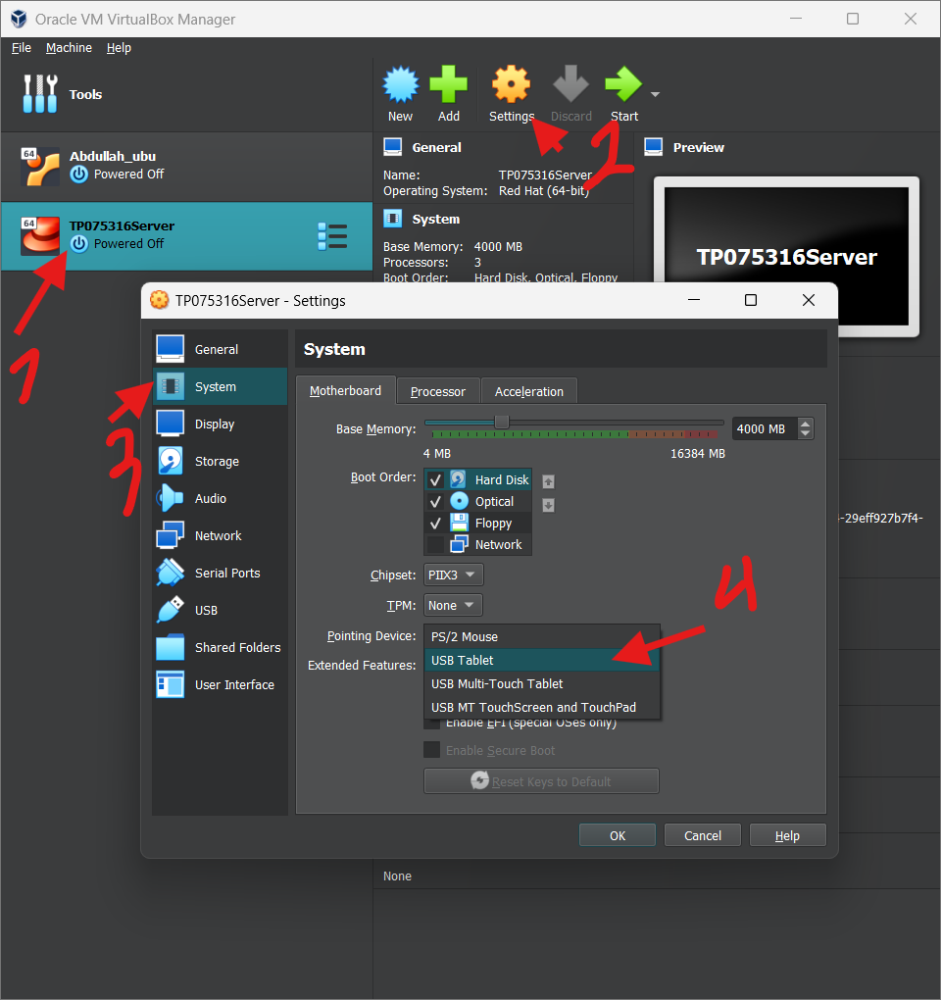 Oracle VM VirtualBox Manager
File Machine Help
Tools
New Add Settings Discard Start
64 Abdullah_ubu
Powered Off
64 TP075316Server
Powered Off
General
Name: TP075316Server
Operating System: Red Hat (64-bit)
System
Base Memory: 4000 MB
Processors: 3
Boot Order: Hard Disk, Optical, Floppy
Preview
TP075316Server
1
2
3
4
TP075316Server - Settings
General
System
Display
Storage
Audio
Network
Serial Ports
USB
Shared Folders
User Interface
System
Motherboard Processor Acceleration
Base Memory: 4000 MB
4 MB 16384 MB
Boot Order: Hard Disk
Optical
Floppy
Network
Chipset: PIIX3
TPM: None
Pointing Device: PS/2 Mouse
USB Tablet
Extended Features:
USB Multi-Touch Tablet
USB MT TouchScreen and TouchPad
Enable EFI (special OSes only)
Enable Secure Boot
Reset Keys to Default
OK Cancel Help
-29eff927b7f4-
None